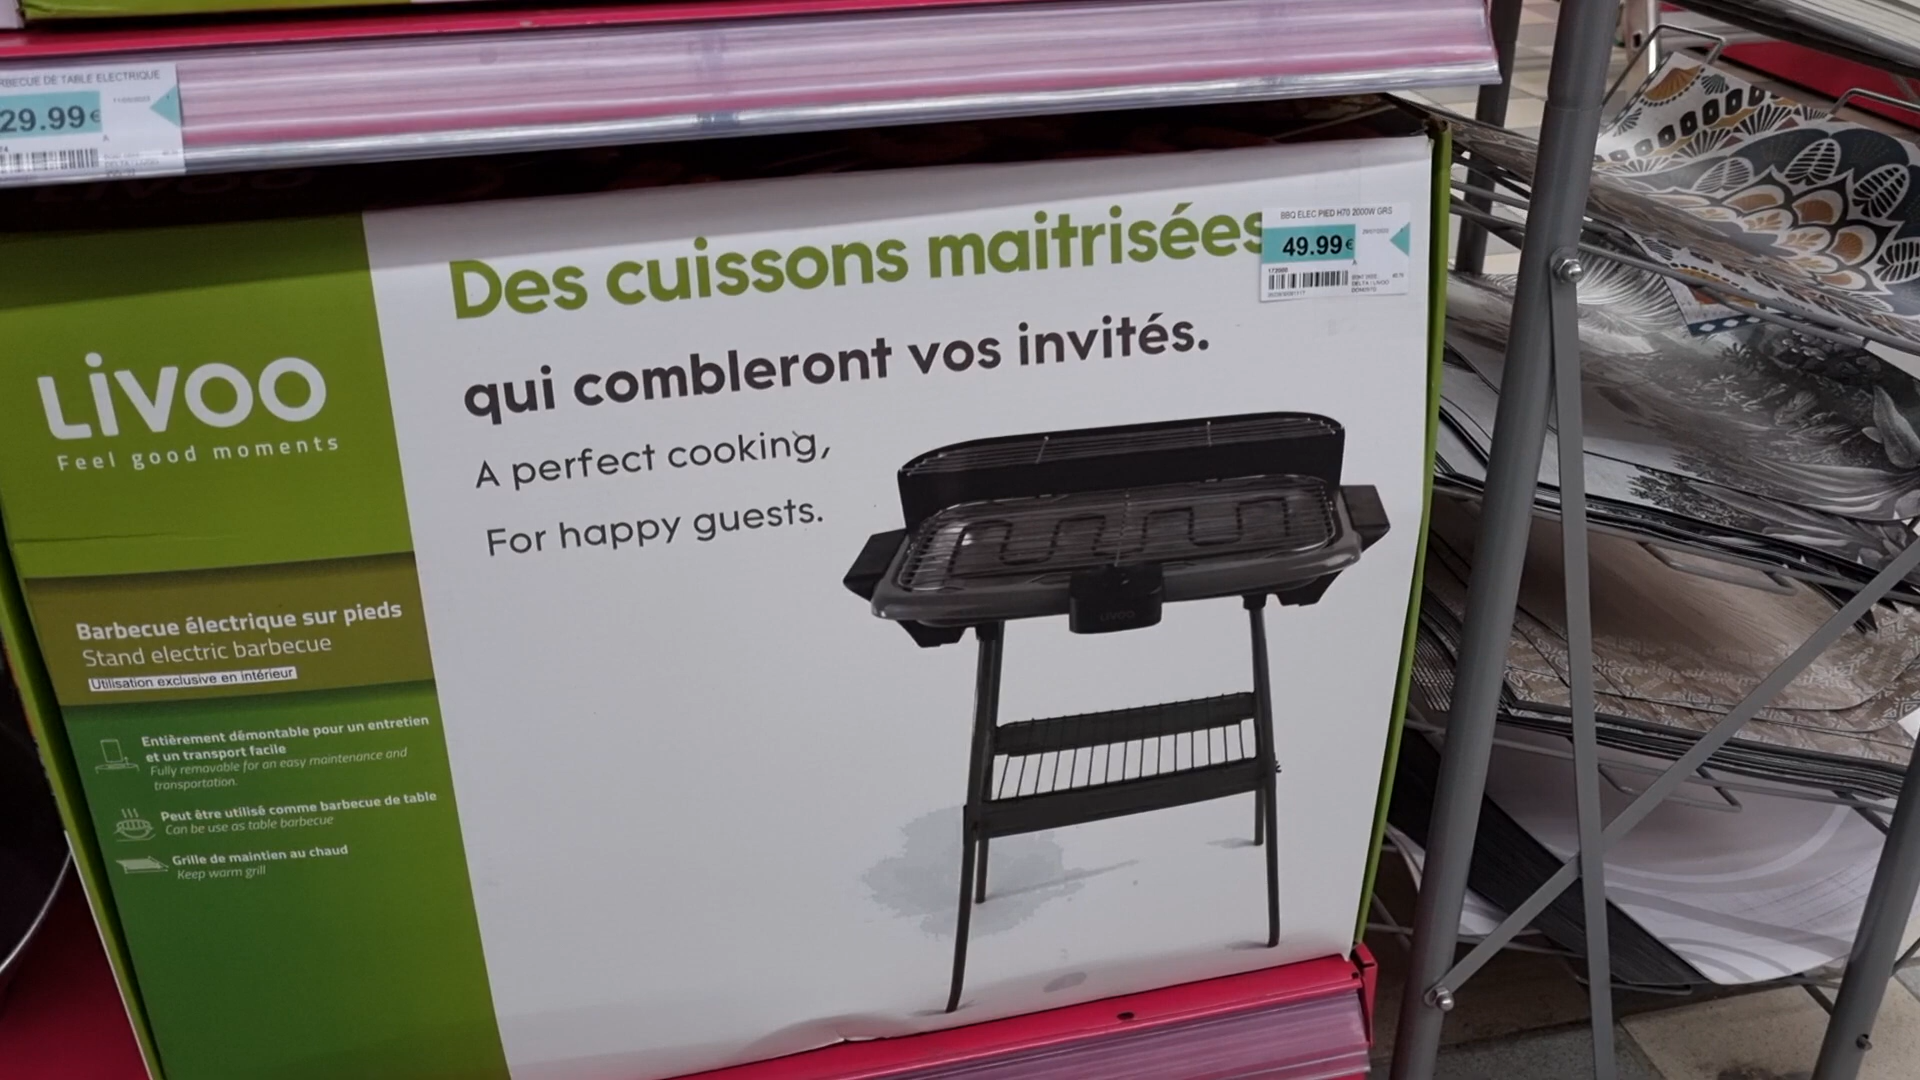 BECUE DE TABLE ELECTRIQUE
29.99€
Des cuissons maitrisées
qui combleront vos invités.
A perfect cooking,
For happy guests.
BBQ ELEC PIED H70 2000W GRS
49.99€
DELTA / LIVOO
Livoo
Feel good moments
Barbecue électrique sur pieds
Stand electric barbecue
Utilisation exclusive en intérieur
Entièrement démontable pour un entretien
et un transport facile
Fully removable for an easy maintenance and
transportation.
Peut être utilisé comme barbecue de table
Can be use as table barbecue
Grille de maintien au chaud
Keep warm grill
LIVOO